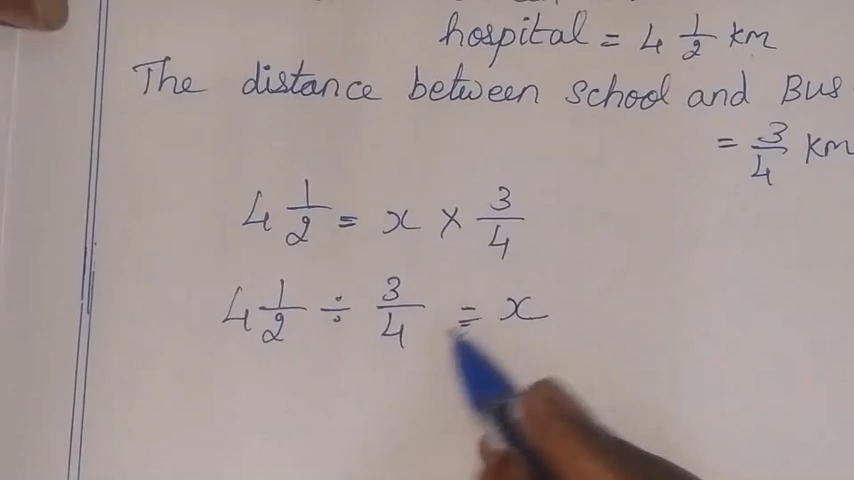 hospital = 4 1/2 km
The distance between school and Bus
= 3/4 km
4 1/2 = x × 3/4
4 1/2 ÷ 3/4 = x